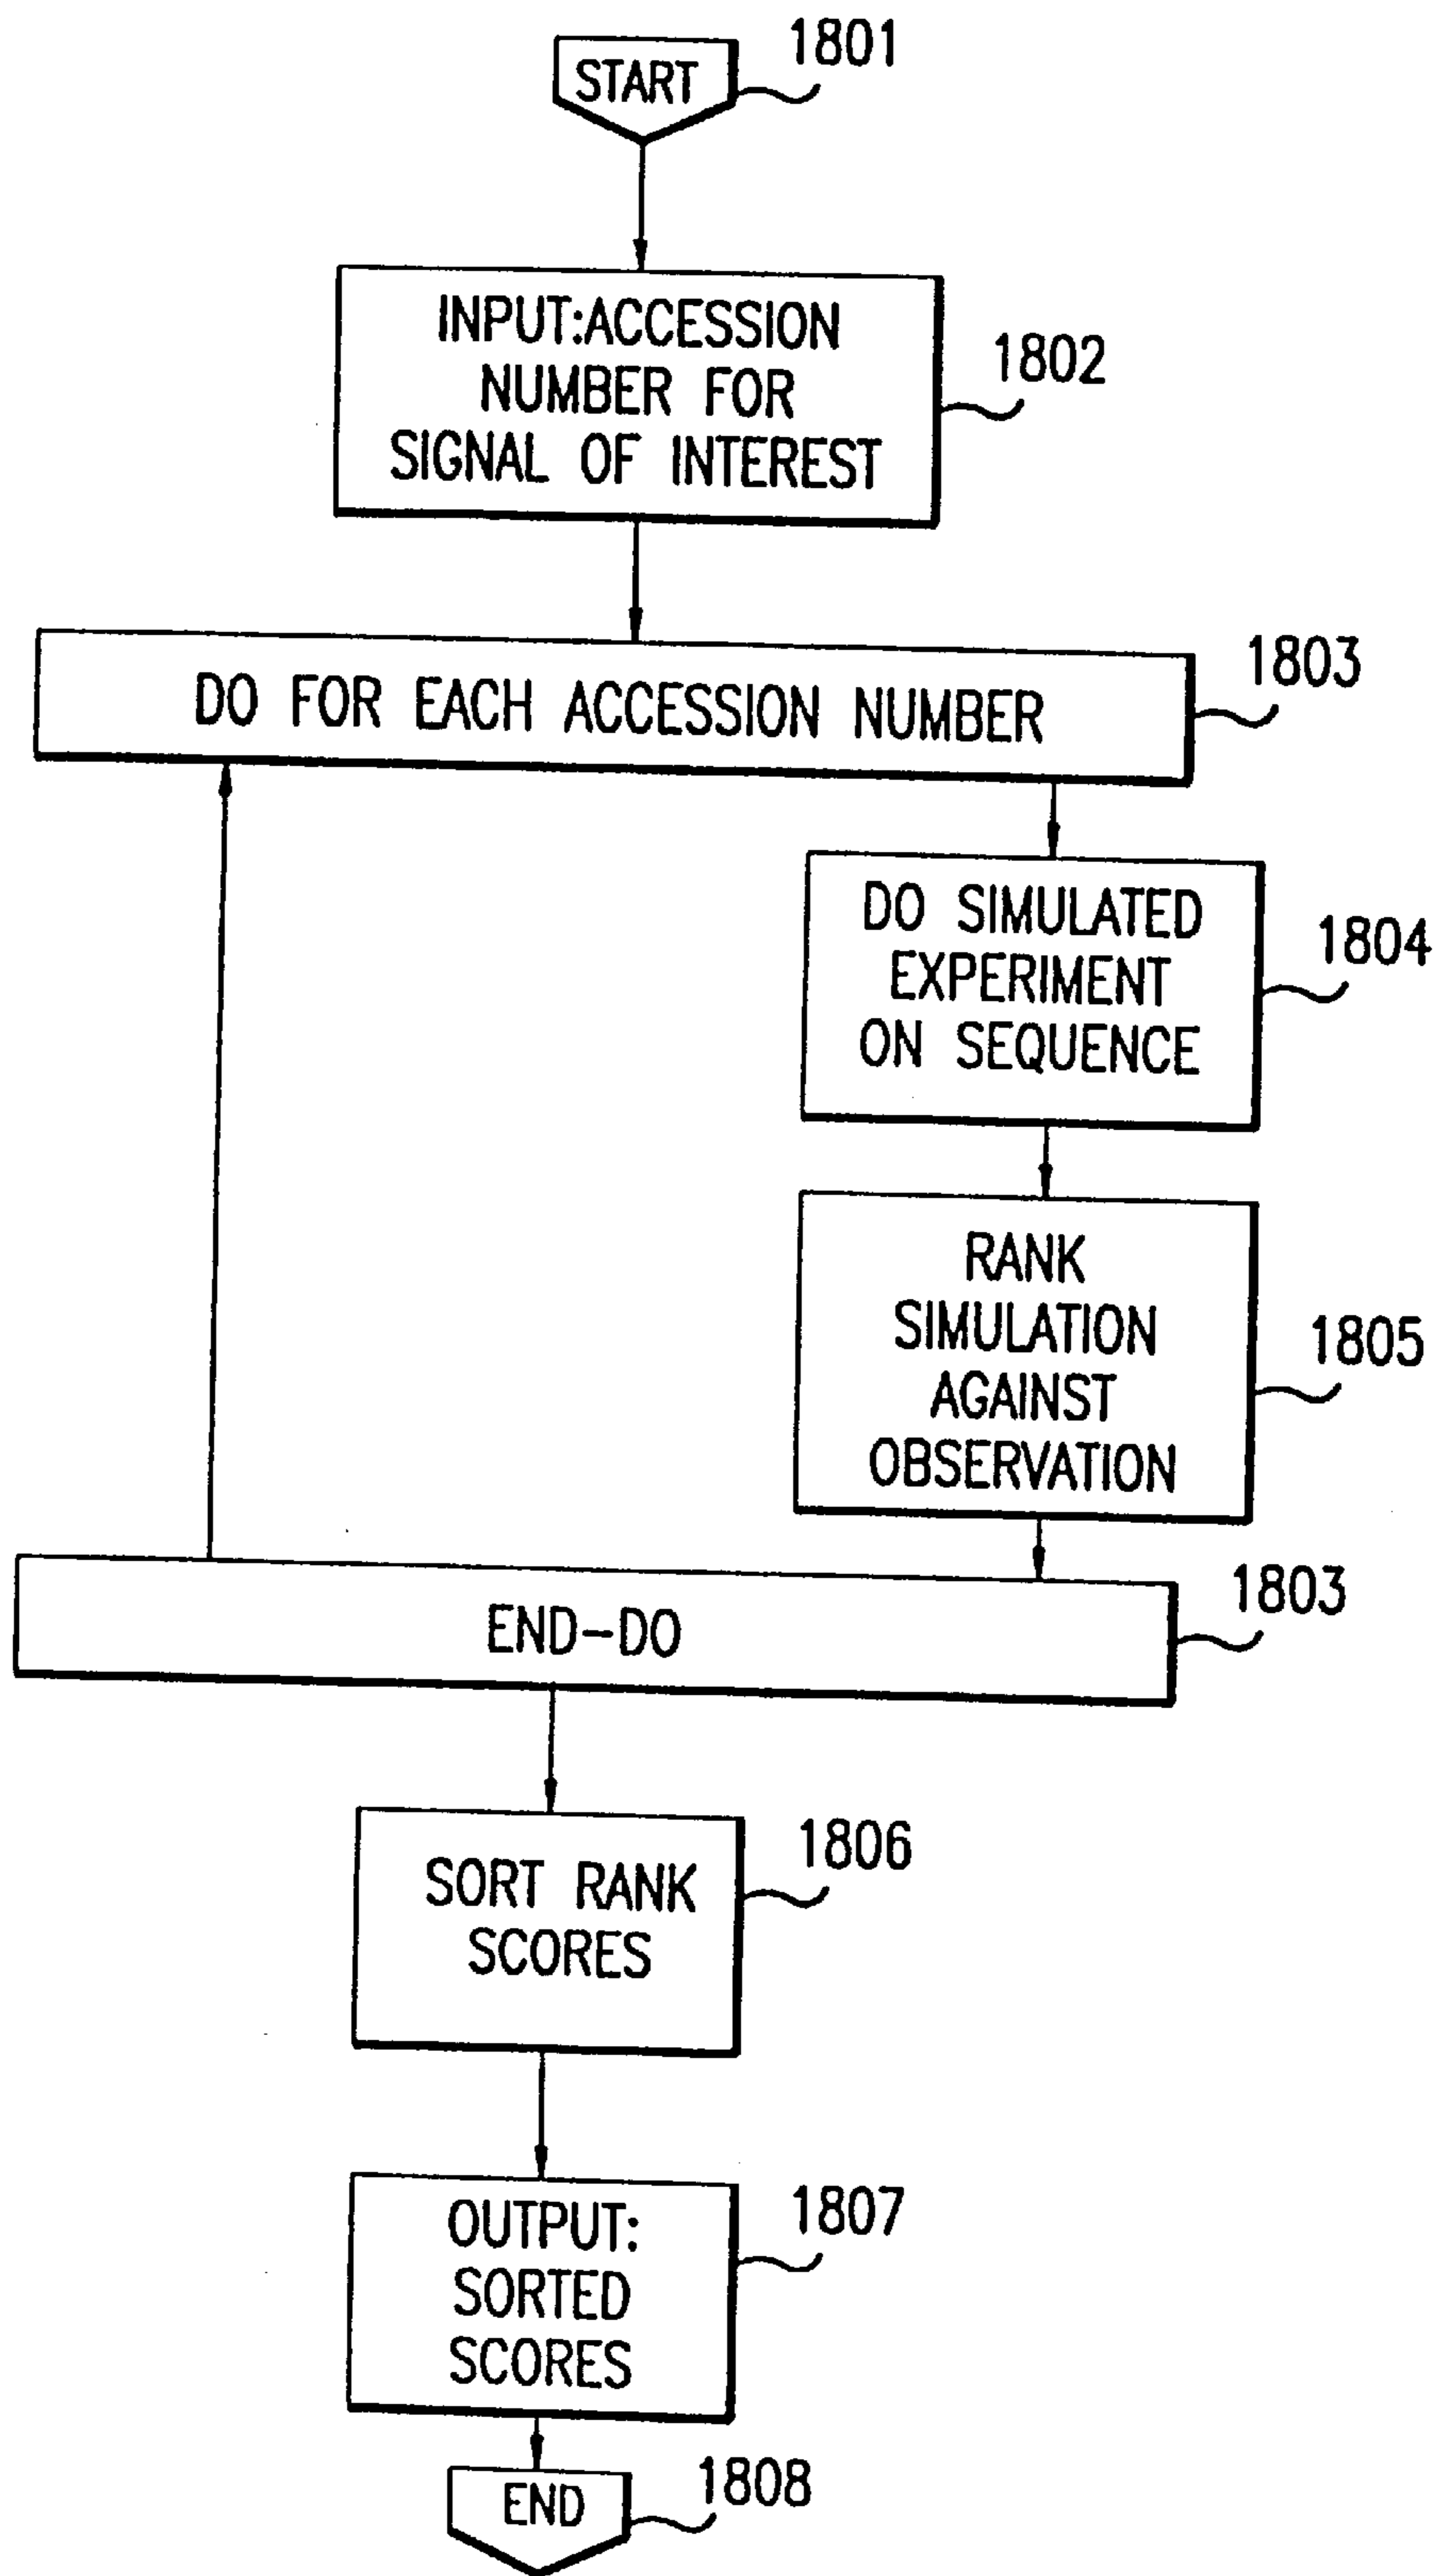 START
1801
INPUT:ACCESSION
NUMBER FOR
SIGNAL OF INTEREST
1802
DO FOR EACH ACCESSION NUMBER
1803
DO SIMULATED
EXPERIMENT
ON SEQUENCE
1804
RANK
SIMULATION
AGAINST
OBSERVATION
1805
END-DO
1803
SORT RANK
SCORES
1806
OUTPUT:
SORTED
SCORES
1807
END
1808